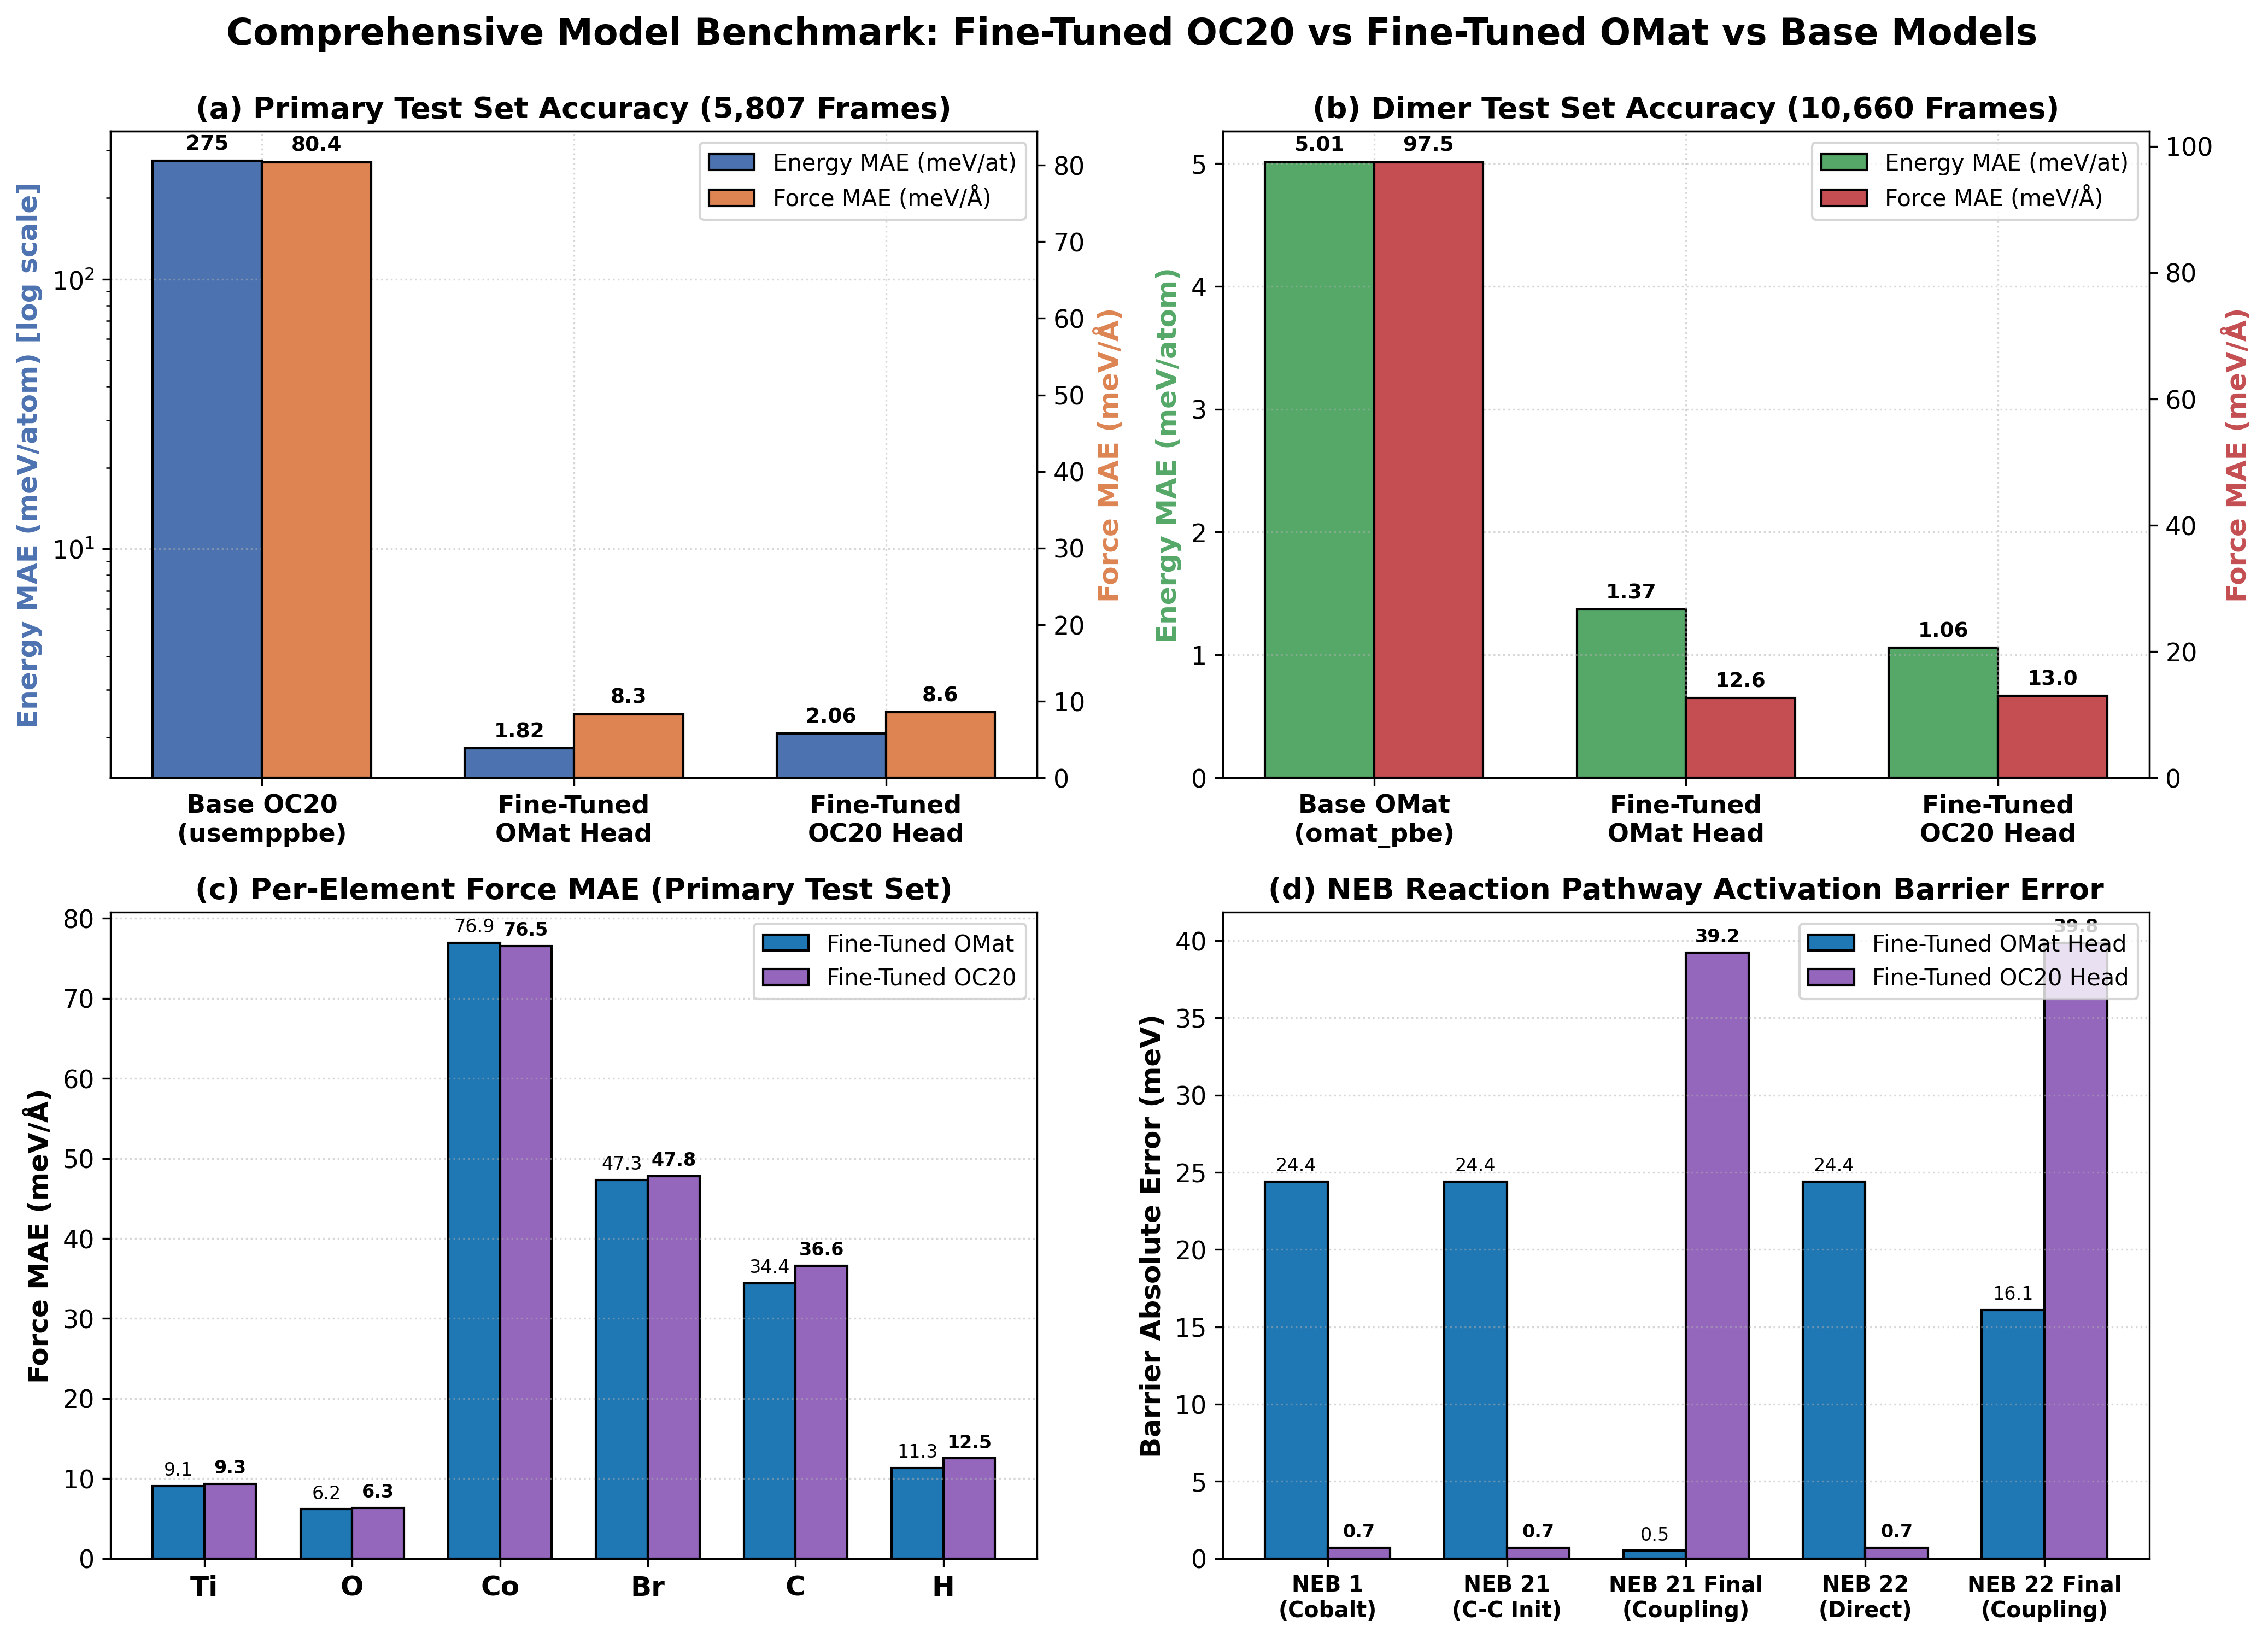 Comprehensive Model Benchmark: Fine-Tuned OC20 vs Fine-Tuned OMat vs Base Models
(a) Primary Test Set Accuracy (5,807 Frames)
Energy MAE (meV/atom) [log scale]
10²
10¹
275
80.4
1.82
8.3
2.06
8.6
Energy MAE (meV/at)
Force MAE (meV/Å)
80
70
60
50
40
30
20
10
0
Force MAE (meV/Å)
Base OC20
(usemppbe)
Fine-Tuned
OMat Head
Fine-Tuned
OC20 Head
(b) Dimer Test Set Accuracy (10,660 Frames)
Energy MAE (meV/atom)
5
4
3
2
1
0
5.01
97.5
1.37
12.6
1.06
13.0
Energy MAE (meV/at)
Force MAE (meV/Å)
100
80
60
40
20
0
Force MAE (meV/Å)
Base OMat
(omat_pbe)
Fine-Tuned
OMat Head
Fine-Tuned
OC20 Head
(c) Per-Element Force MAE (Primary Test Set)
Force MAE (meV/Å)
80
70
60
50
40
30
20
10
0
9.1
9.3
6.2
6.3
76.9
76.5
47.3
47.8
34.4
36.6
11.3
12.5
Fine-Tuned OMat
Fine-Tuned OC20
Ti
O
Co
Br
C
H
(d) NEB Reaction Pathway Activation Barrier Error
Barrier Absolute Error (meV)
40
35
30
25
20
15
10
5
0
24.4
0.7
24.4
0.7
0.5
39.2
24.4
0.7
16.1
39.8
Fine-Tuned OMat Head
Fine-Tuned OC20 Head
NEB 1
(Cobalt)
NEB 21
(C-C Init)
NEB 21 Final
(Coupling)
NEB 22
(Direct)
NEB 22 Final
(Coupling)